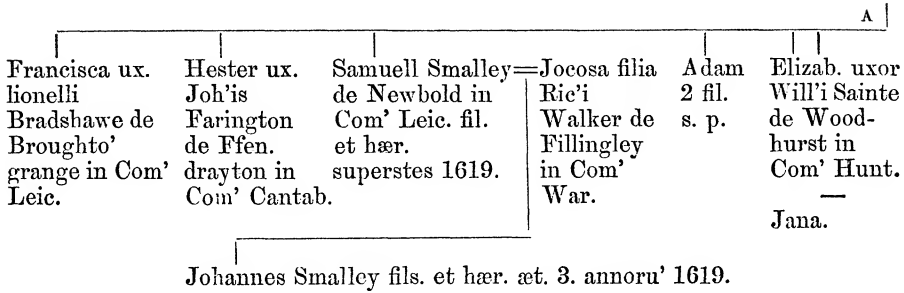 A
Francisca ux.
lionelli
Bradshawe de
Broughto'
grange in Com'
Leic.
Hester ux.
Joh'is
Farington
de Ffen.
drayton in
Com' Cantab.
Samuell Smalley=Jocosa filia
de Newbold in
Com' Leic. fil.
et hær.
superstes 1619.
Ric'i
Walker de
Fillingley
in Com'
War.
Adam
2 fil.
s. p.
Elizab. uxor
Will'i Sainte
de Wood-
hurst in
Com' Hunt.
—
Jana.
Johannes Smalley fils. et hær. æt. 3. annoru' 1619.